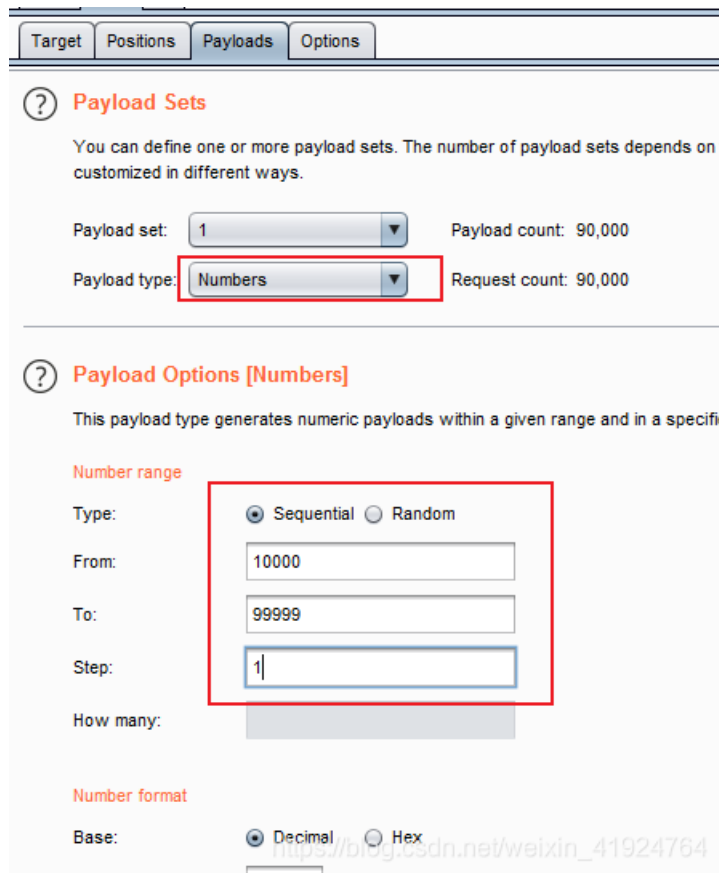 Target Positions Payloads Options
? Payload Sets
You can define one or more payload sets. The number of payload sets depends on
customized in different ways.
Payload set: 1 Payload count: 90,000
Payload type: Numbers Request count: 90,000
? Payload Options [Numbers]
This payload type generates numeric payloads within a given range and in a specifi
Number range
Type: Sequential Random
From: 10000
To: 99999
Step: 1
How many:
Number format
Base: Decimal Hex
https://blog.csdn.net/weixin_41924764